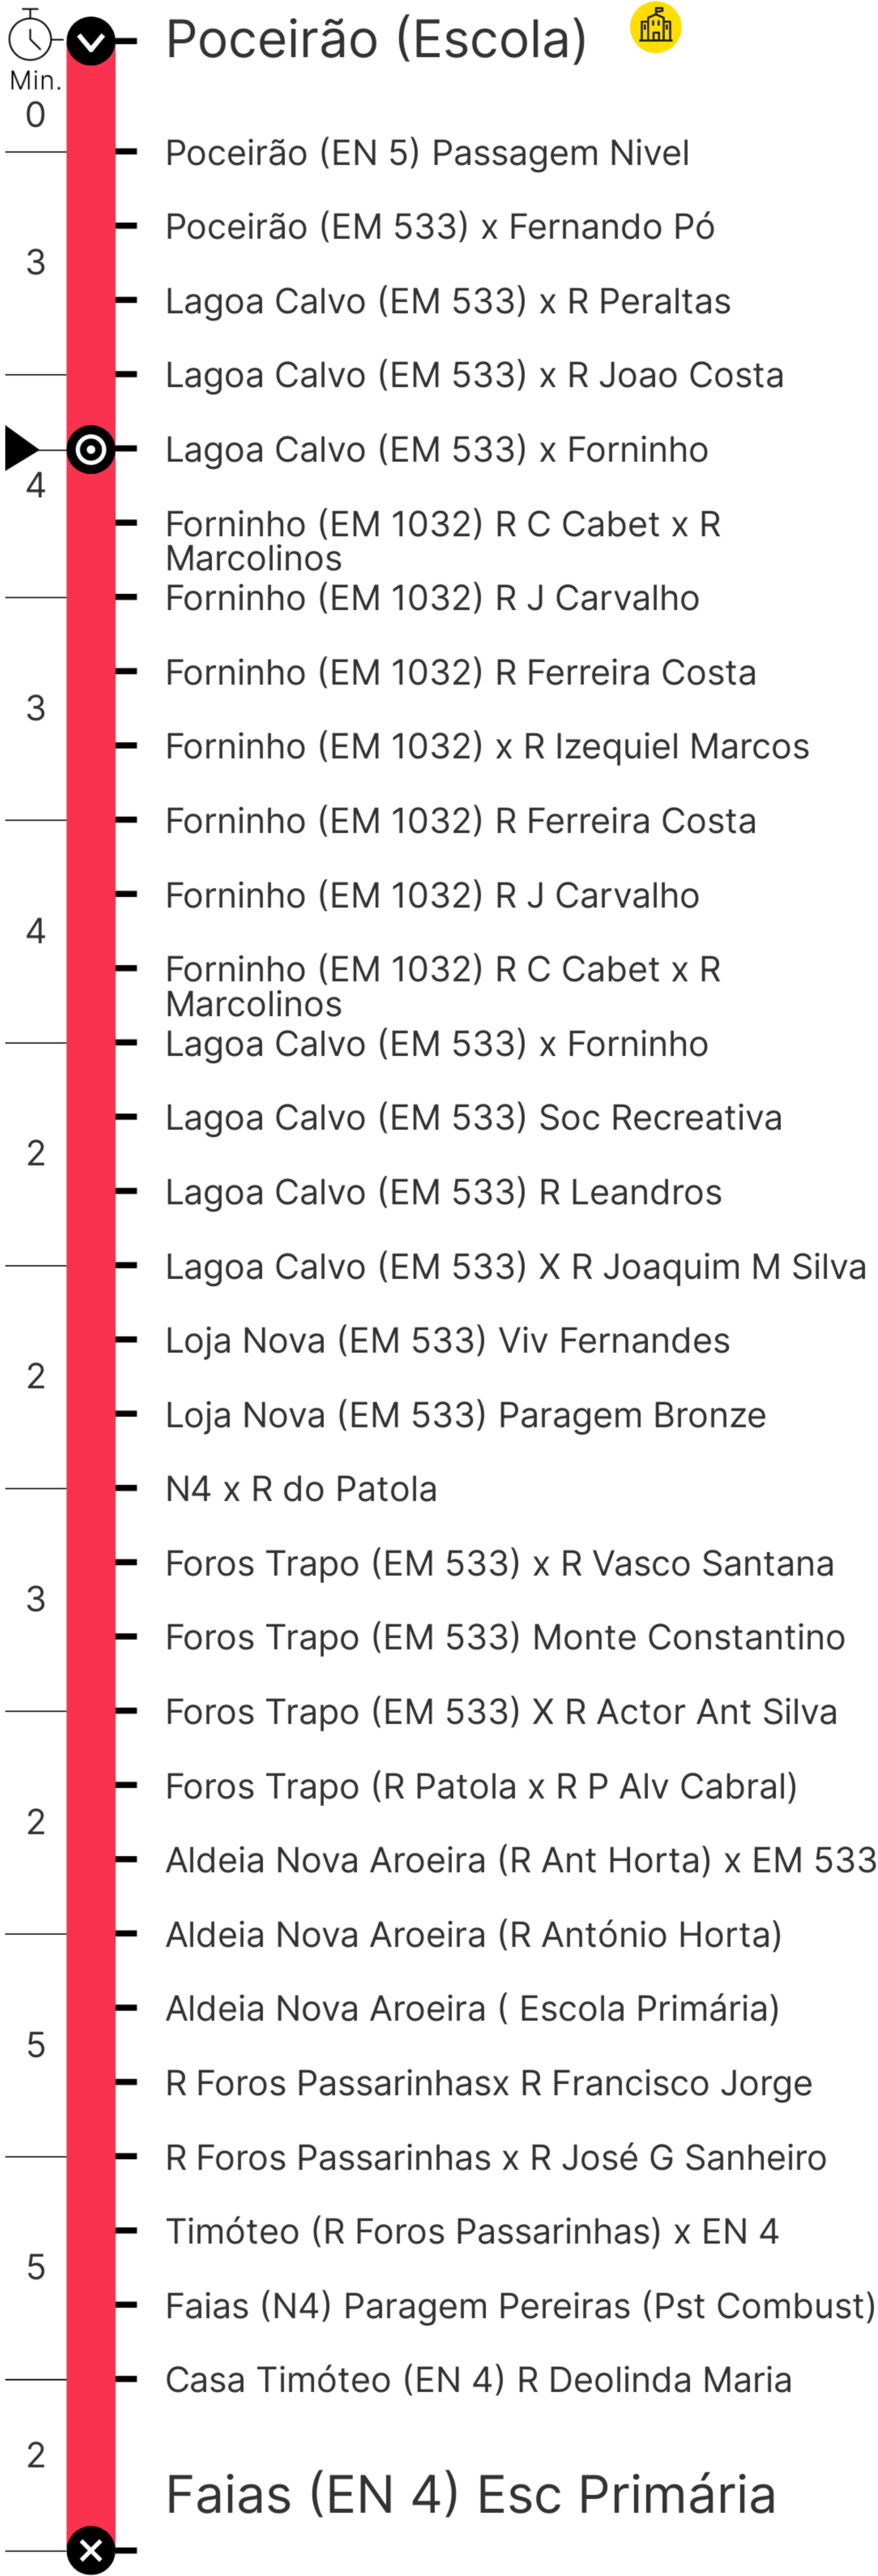 Poceirão (Escola)
Min.
0
Poceirão (EN 5) Passagem Nivel
Poceirão (EM 533) x Fernando Pó
3
Lagoa Calvo (EM 533) x R Peraltas
Lagoa Calvo (EM 533) x R Joao Costa
Lagoa Calvo (EM 533) x Forninho
4
Forninho (EM 1032) R C Cabet x R
Marcolinos
Forninho (EM 1032) R J Carvalho
Forninho (EM 1032) R Ferreira Costa
3
Forninho (EM 1032) x R Izequiel Marcos
Forninho (EM 1032) R Ferreira Costa
Forninho (EM 1032) R J Carvalho
4
Forninho (EM 1032) R C Cabet x R
Marcolinos
Lagoa Calvo (EM 533) x Forninho
Lagoa Calvo (EM 533) Soc Recreativa
2
Lagoa Calvo (EM 533) R Leandros
Lagoa Calvo (EM 533) X R Joaquim M Silva
Loja Nova (EM 533) Viv Fernandes
2
Loja Nova (EM 533) Paragem Bronze
N4 x R do Patola
Foros Trapo (EM 533) x R Vasco Santana
3
Foros Trapo (EM 533) Monte Constantino
Foros Trapo (EM 533) X R Actor Ant Silva
Foros Trapo (R Patola x R P Alv Cabral)
2
Aldeia Nova Aroeira (R Ant Horta) x EM 533
Aldeia Nova Aroeira (R António Horta)
Aldeia Nova Aroeira ( Escola Primária)
5
R Foros Passarinhasx R Francisco Jorge
R Foros Passarinhas x R José G Sanheiro
Timóteo (R Foros Passarinhas) x EN 4
5
Faias (N4) Paragem Pereiras (Pst Combust)
Casa Timóteo (EN 4) R Deolinda Maria
2
Faias (EN 4) Esc Primária